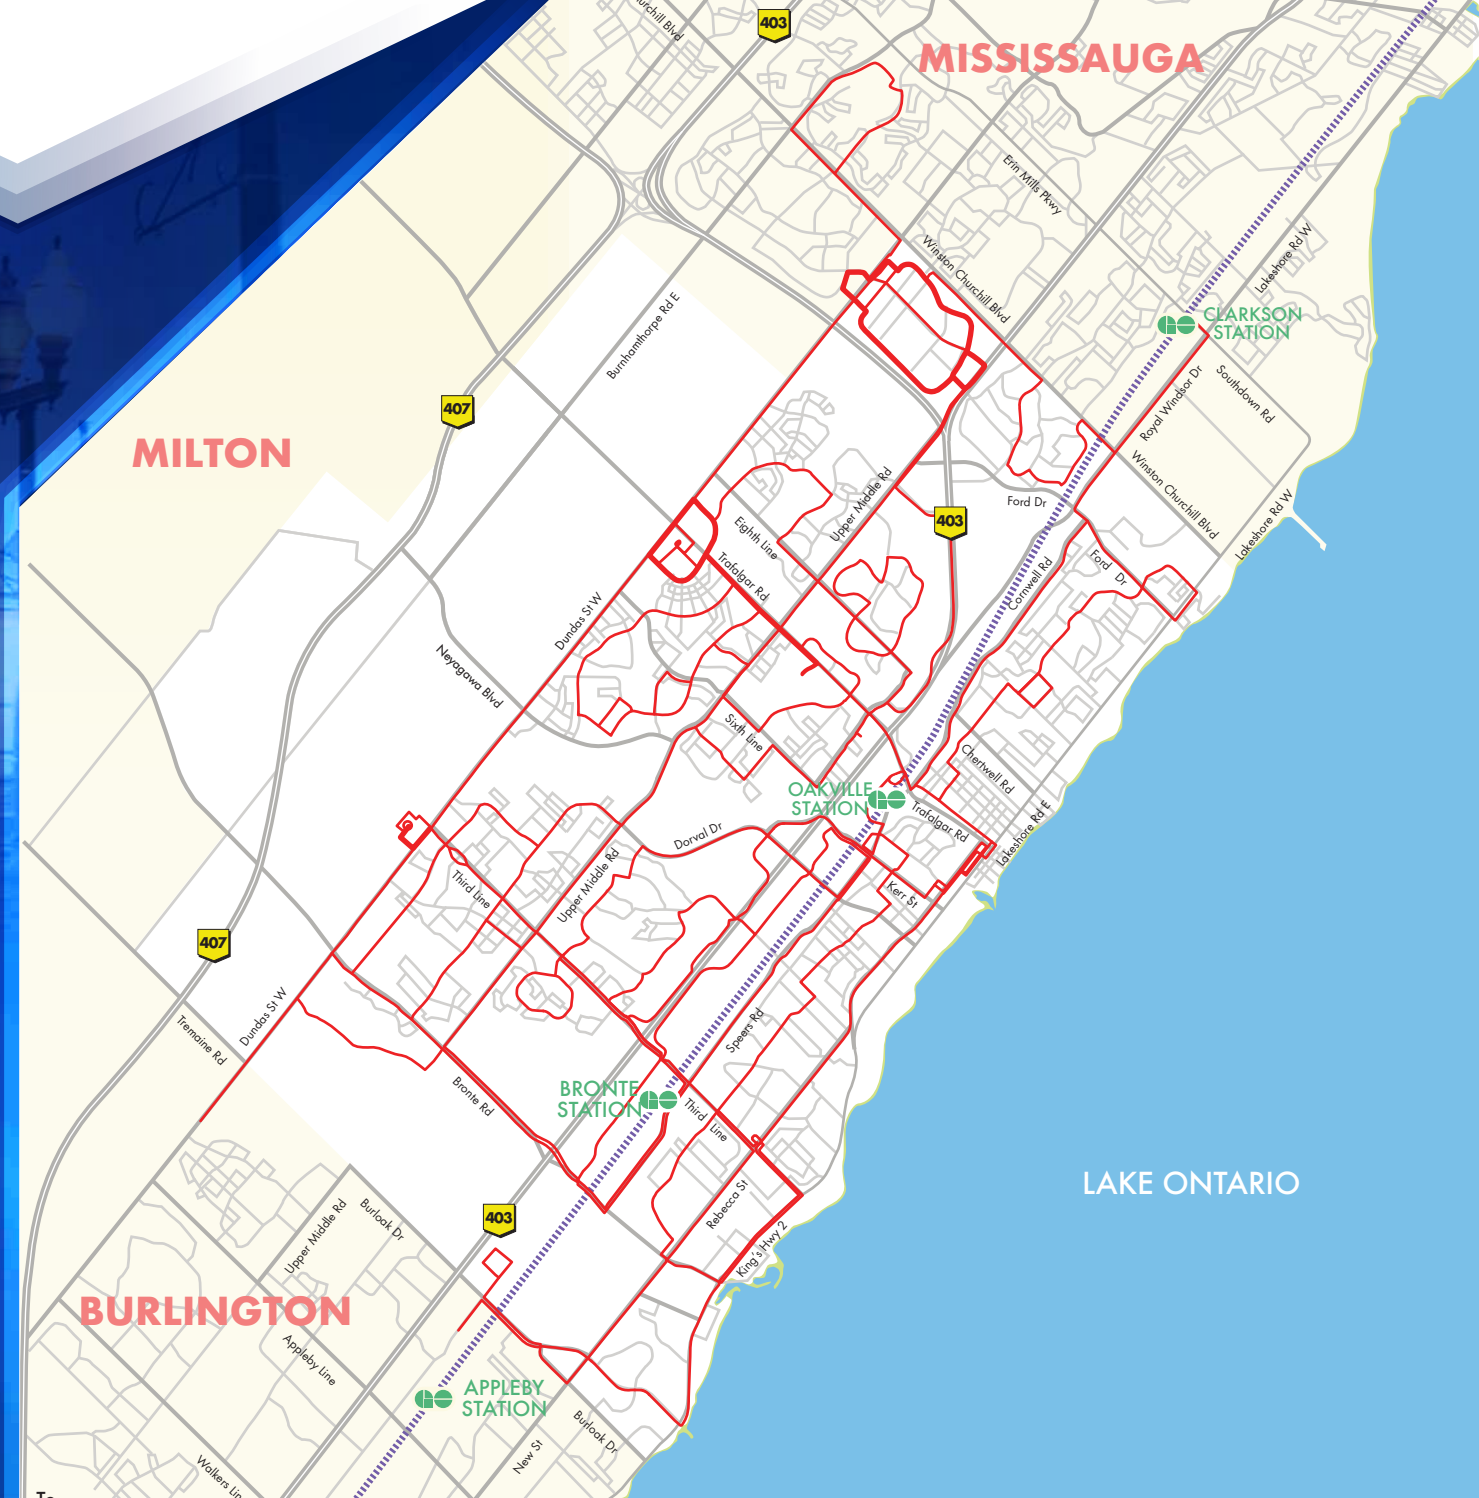 403
MISSISSAUGA
Erin Mills Pkwy
Winston Churchill Blvd
Lakeshore Rd W
Burnhamthorpe Rd E
CLARKSON
STATION
Southdown Rd
Royal Windsor Dr
407
MILTON
Winston Churchill Blvd
Lakeshore Rd W
Upper Middle Rd
Ford Dr
403
Eighth Line
Trafalgar Rd
Ford Dr
Cornwell Rd
Dundas St W
Neyagawa Blvd
Sixth Line
Chertwell Rd
OAKVILLE
STATION
Trafalgar Rd
Lakeshore Rd E
Dorval Dr
Upper Middle Rd
Third Line
Kerr St
407
Dundas St W
Tremaine Rd
Speers Rd
Bronte Rd
BRONTE
STATION
Third Line
LAKE ONTARIO
Rebecca St
King's Hwy 2
Upper Middle Rd
Burloak Dr
403
BURLINGTON
Appleby Line
APPLEBY
STATION
Burloak Dr
New St
Walkers